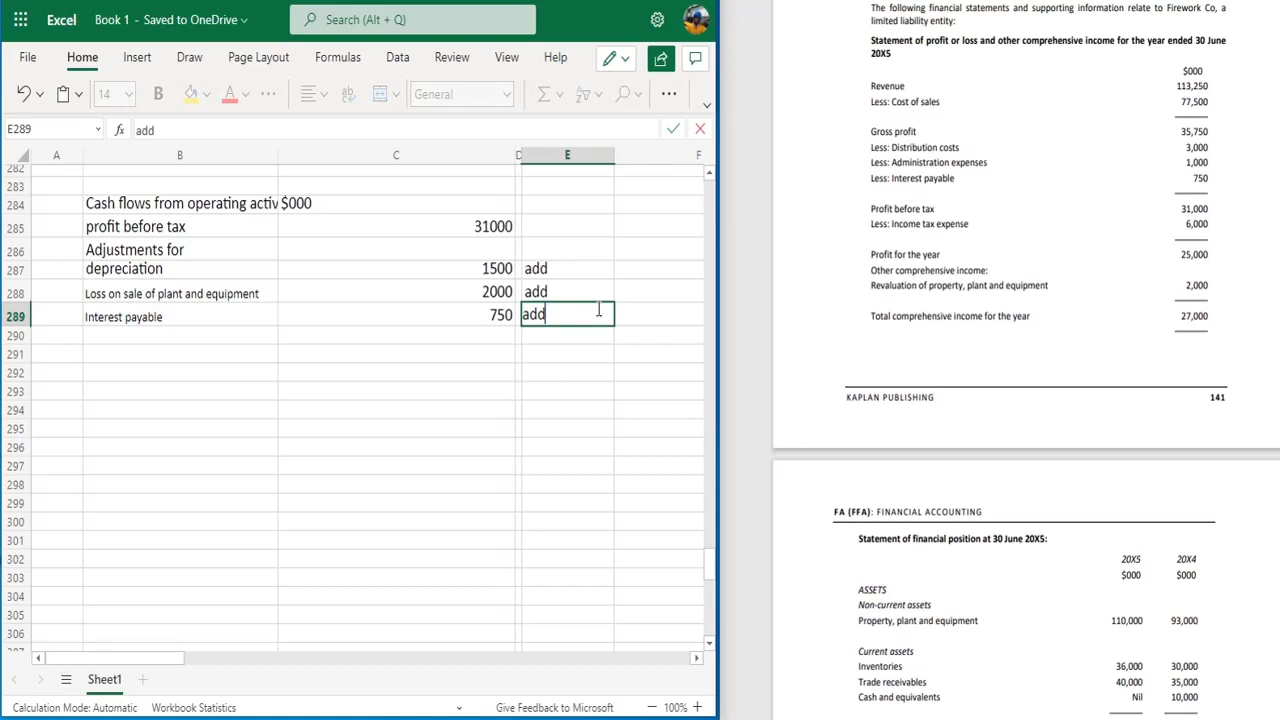 Excel Book 1 - Saved to OneDrive Search (Alt + Q)
File Home Insert Draw Page Layout Formulas Data Review View Help
14 B A General
E289 fx add
A B C D E F
282
283
284 Cash flows from operating activ $000
285 profit before tax 31000
286 Adjustments for
287 depreciation 1500 add
288 Loss on sale of plant and equipment 2000 add
289 Interest payable 750 add
290
291
292
293
294
295
296
297
298
299
300
301
302
303
304
305
306
Sheet1
Calculation Mode: Automatic Workbook Statistics Give Feedback to Microsoft 100%
The following financial statements and supporting information relate to Firework Co, a
limited liability entity:
Statement of profit or loss and other comprehensive income for the year ended 30 June
20X5
$000
Revenue 113,250
Less: Cost of sales 77,500
Gross profit 35,750
Less: Distribution costs 3,000
Less: Administration expenses 1,000
Less: Interest payable 750
Profit before tax 31,000
Less: Income tax expense 6,000
Profit for the year 25,000
Other comprehensive income:
Revaluation of property, plant and equipment 2,000
Total comprehensive income for the year 27,000
KAPLAN PUBLISHING 141
FA (FFA): FINANCIAL ACCOUNTING
Statement of financial position at 30 June 20X5:
20X5 20X4
$000 $000
ASSETS
Non-current assets
Property, plant and equipment 110,000 93,000
Current assets
Inventories 36,000 30,000
Trade receivables 40,000 35,000
Cash and equivalents Nil 10,000